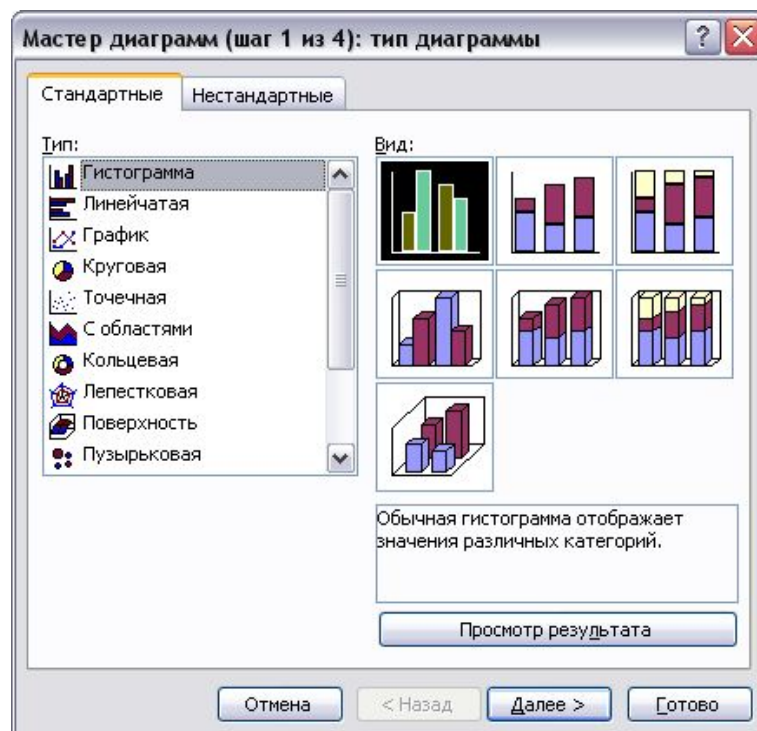 Мастер диаграмм (шаг 1 из 4): тип диаграммы
Стандартные
Нестандартные
Тип:
Гистограмма
Линейчатая
График
Круговая
Точечная
С областями
Кольцевая
Лепестковая
Поверхность
Пузырьковая
Вид:
Обычная гистограмма отображает
значения различных категорий.
Просмотр результата
Отмена
< Назад
Далее >
Готово